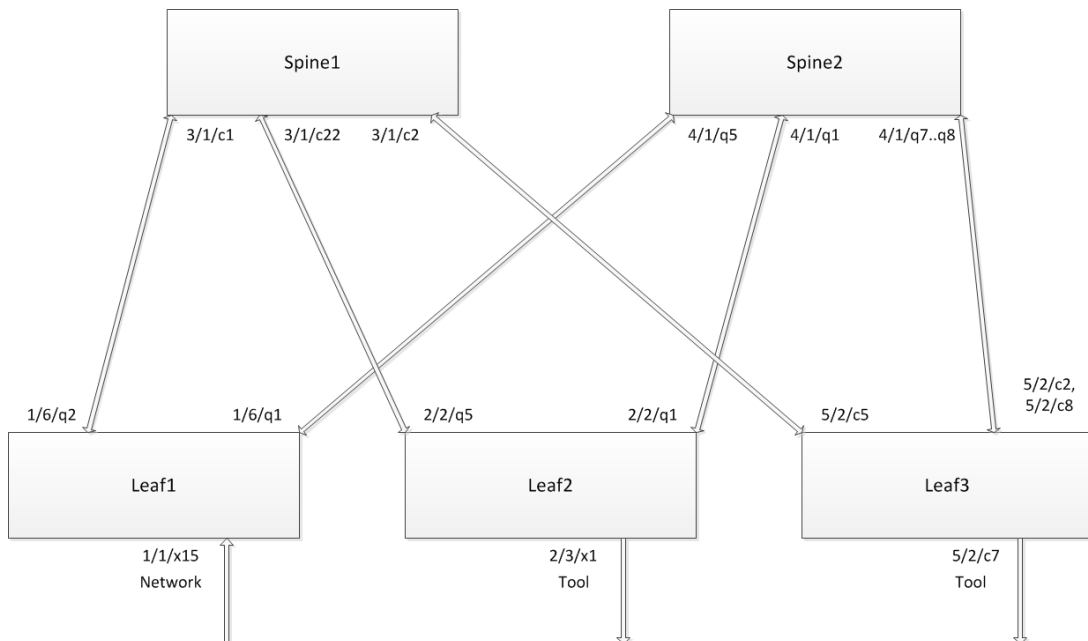 Spine1
Spine2
3/1/c1
3/1/c22
3/1/c2
4/1/q5
4/1/q1
4/1/q7..q8
1/6/q2
1/6/q1
2/2/q5
2/2/q1
5/2/c5
5/2/c2,
5/2/c8
Leaf1
Leaf2
Leaf3
1/1/x15
Network
2/3/x1
Tool
5/2/c7
Tool